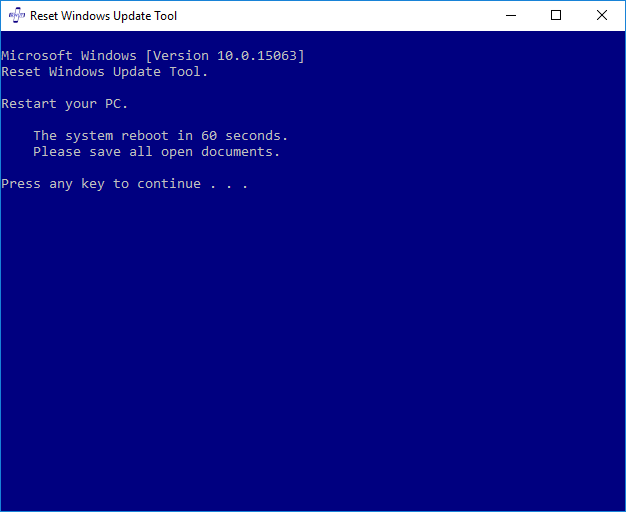 Reset Windows Update Tool
Microsoft Windows [Version 10.0.15063]
Reset Windows Update Tool.
Restart your PC.
The system reboot in 60 seconds.
Please save all open documents.
Press any key to continue . . .